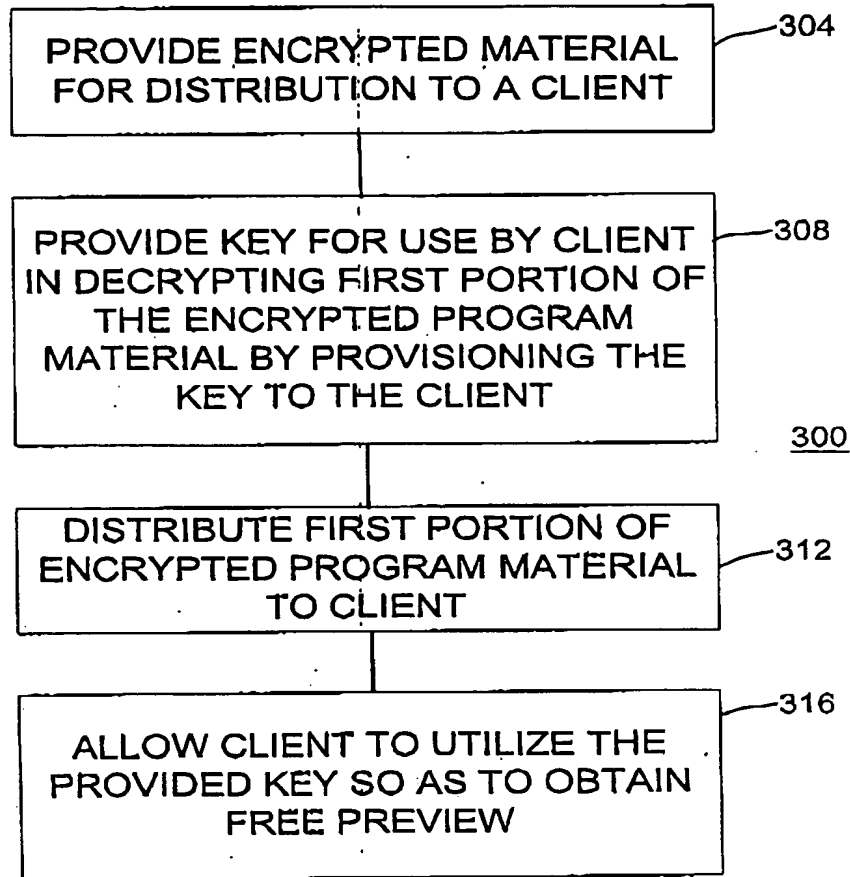 PROVIDE ENCRYPTED MATERIAL
FOR DISTRIBUTION TO A CLIENT
304
PROVIDE KEY FOR USE BY CLIENT
IN DECRYPTING FIRST PORTION OF
THE ENCRYPTED PROGRAM
MATERIAL BY PROVISIONING THE
KEY TO THE CLIENT
308
300
DISTRIBUTE FIRST PORTION OF
ENCRYPTED PROGRAM MATERIAL
TO CLIENT
312
ALLOW CLIENT TO UTILIZE THE
PROVIDED KEY SO AS TO OBTAIN
FREE PREVIEW
316